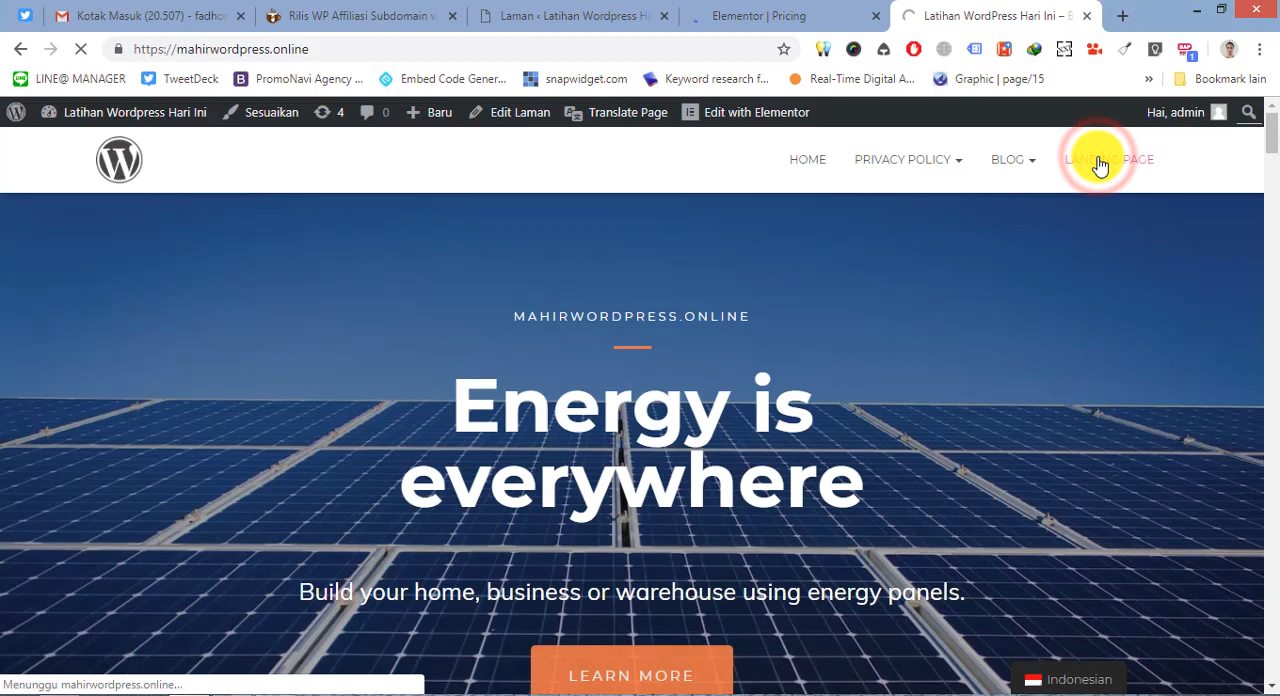 Kotak Masuk (20.507) - fadhor
Rilis WP Affiliasi Subdomain v
Laman ‹ Latihan Wordpress Ha
Elementor | Pricing
Latihan WordPress Hari Ini – B
https://mahirwordpress.online
LINE@ MANAGER
TweetDeck
PromoNavi Agency ...
Embed Code Gener...
snapwidget.com
Keyword research f...
Real-Time Digital A...
Graphic | page/15
»
Bookmark lain
Latihan Wordpress Hari Ini
Sesuaikan
4
0
Baru
Edit Laman
Translate Page
Edit with Elementor
Hai, admin
HOME
PRIVACY POLICY
BLOG
LANDING PAGE
MAHIRWORDPRESS.ONLINE
Energy is
everywhere
Build your home, business or warehouse using energy panels.
LEARN MORE
Menunggu mahirwordpress.online...
Indonesian